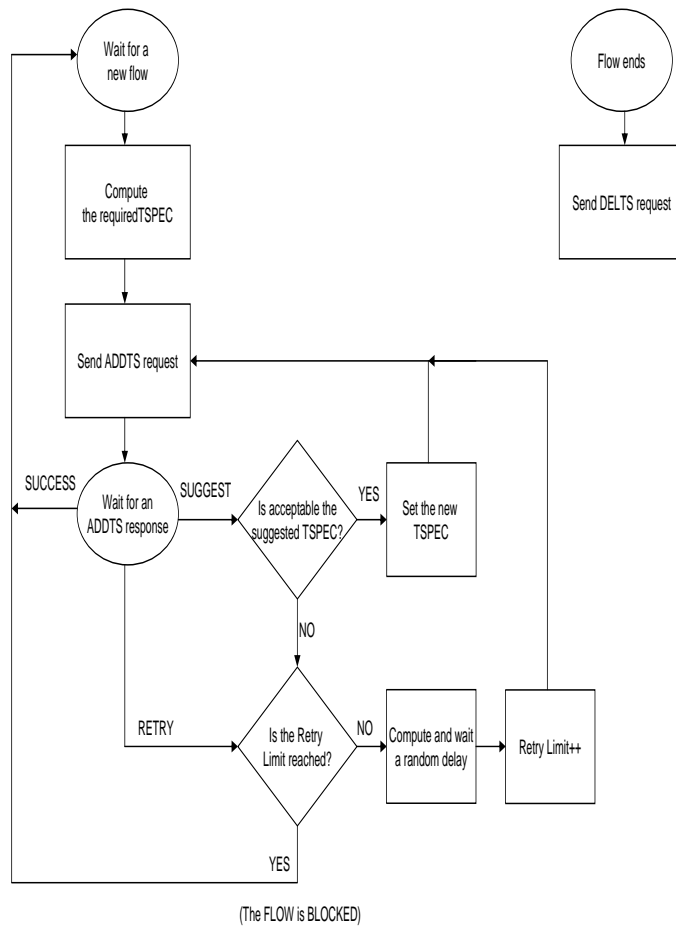 Wait for a
new flow
Flow ends
Compute
the requiredTSPEC
Send DELTS request
Send ADDTS request
SUCCESS
Wait for an
ADDTS response
SUGGEST
Is acceptable the
suggested TSPEC?
YES
Set the new
TSPEC
NO
RETRY
Is the Retry
Limit reached?
NO
Compute and wait
a random delay
Retry Limit++
YES
(The FLOW is BLOCKED)